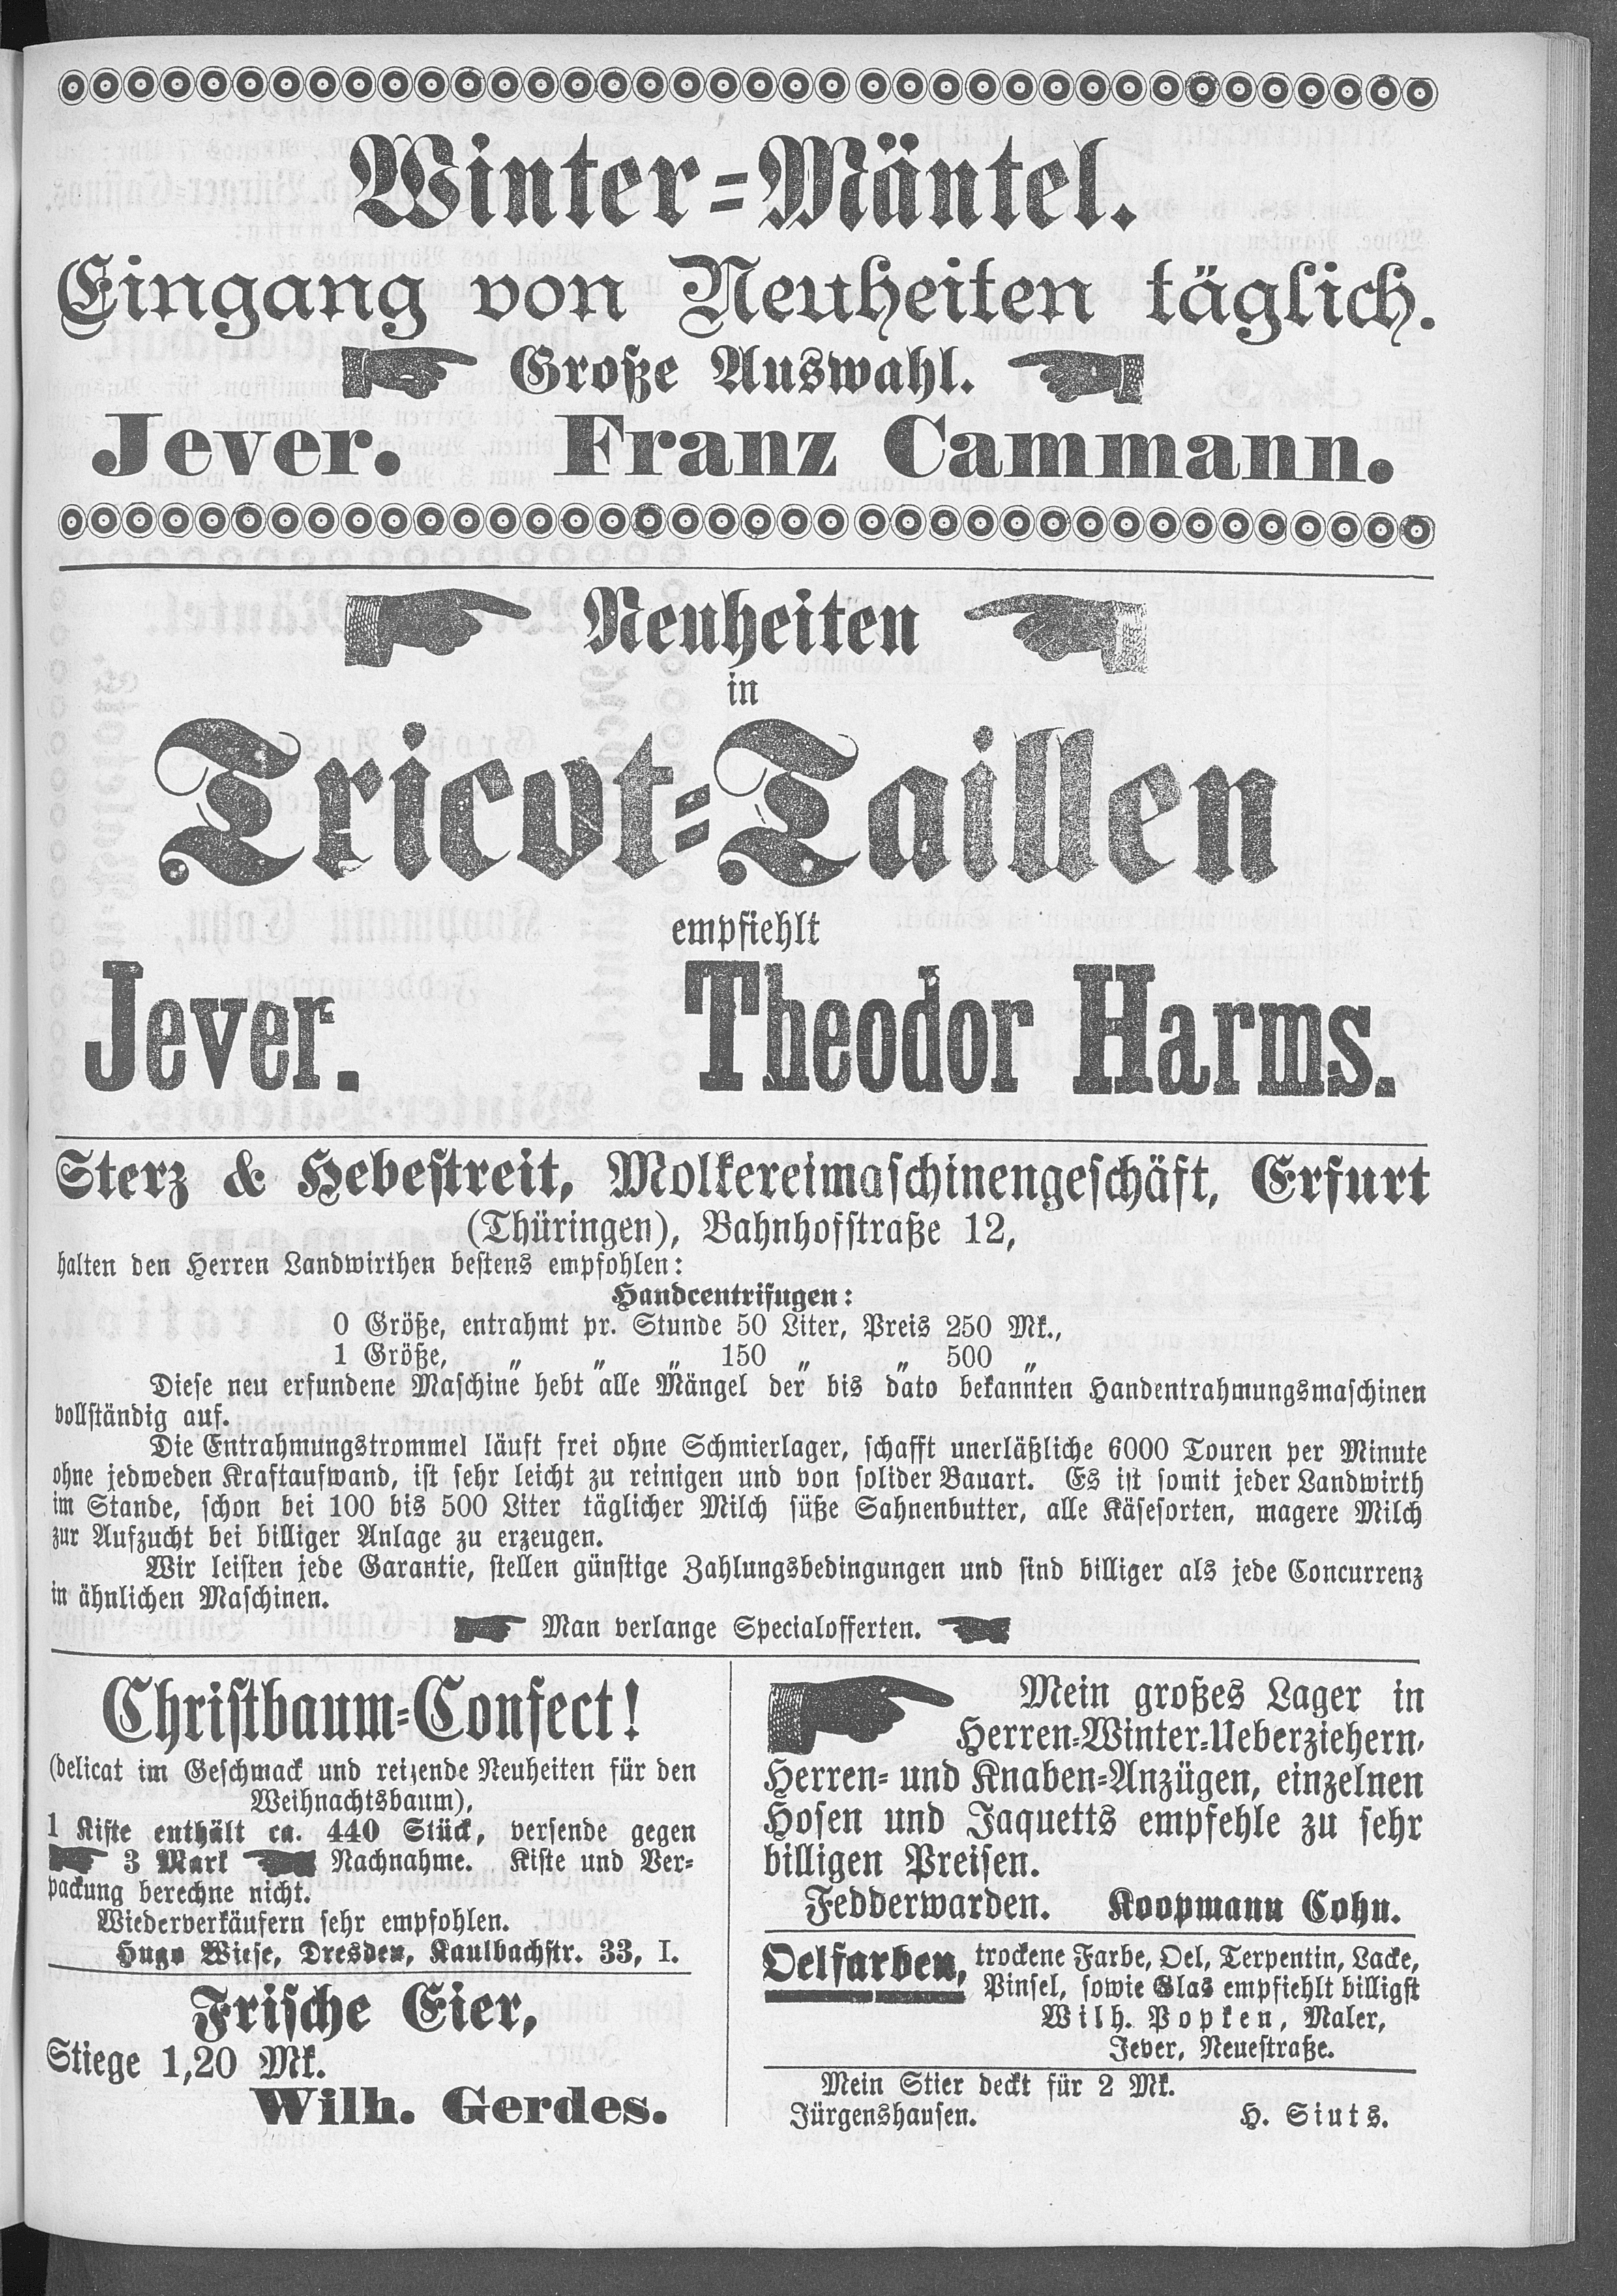 Winter-Mäntel.
Eingang von Neuheiten täglich.
Große Auswahl.
Jever. Franz Cammann.
Neuheiten
in
Tricot-Taillen
empfiehlt
Jever. Theodor Harms.
Sterz & Hebestreit, Molkereimaschinengeschäft, Erfurt
(Thüringen), Bahnhofstraße 12,
halten den Herren Landwirthen bestens empfohlen:
Handcentrifugen:
0 Größe, entrahmt pr. Stunde 50 Liter, Preis 250 Mk.,
1 Größe, „ „ „ 150 „ „ 500 „
Diese neu erfundene Maschine hebt alle Mängel der bis dato bekannten Handentrahmungsmaschinen
vollständig auf.
Die Entrahmungstrommel läuft frei ohne Schmierlager, schafft unerläßliche 6000 Touren per Minute
ohne jedweden Kraftaufwand, ist sehr leicht zu reinigen und von solider Bauart. Es ist somit jeder Landwirth
im Stande, schon bei 100 bis 500 Liter täglicher Milch süße Sahnenbutter, alle Käsesorten, magere Milch
zur Aufzucht bei billiger Anlage zu erzeugen.
Wir leisten jede Garantie, stellen günstige Zahlungsbedingungen und sind billiger als jede Concurrenz
in ähnlichen Maschinen.
Man verlange Specialofferten.
Christbaum-Confect!
(delicat im Geschmack und reizende Neuheiten für den
Weihnachtsbaum),
1 Kiste enthält ca. 440 Stück, versende gegen
3 Mark Nachnahme. Kiste und Ver-
packung berechne nicht.
Wiederverkäufern sehr empfohlen.
Hugo Wiese, Dresden, Kaulbachstr. 33, I.
Frische Eier,
Stiege 1,20 Mk.
Wilh. Gerdes.
Mein großes Lager in
Herren-Winter-Ueberziehern,
Herren- und Knaben-Anzügen, einzelnen
Hosen und Jaquetts empfehle zu sehr
billigen Preisen.
Fedderwarden. Koopmann Cohn.
Oelfarben, trockene Farbe, Oel, Terpentin, Lacke,
Pinsel, sowie Glas empfiehlt billigst
Wilh. Popken, Maler,
Jever, Neuestraße.
Mein Stier deckt für 2 Mk.
Jürgenshausen. H. Siuts.